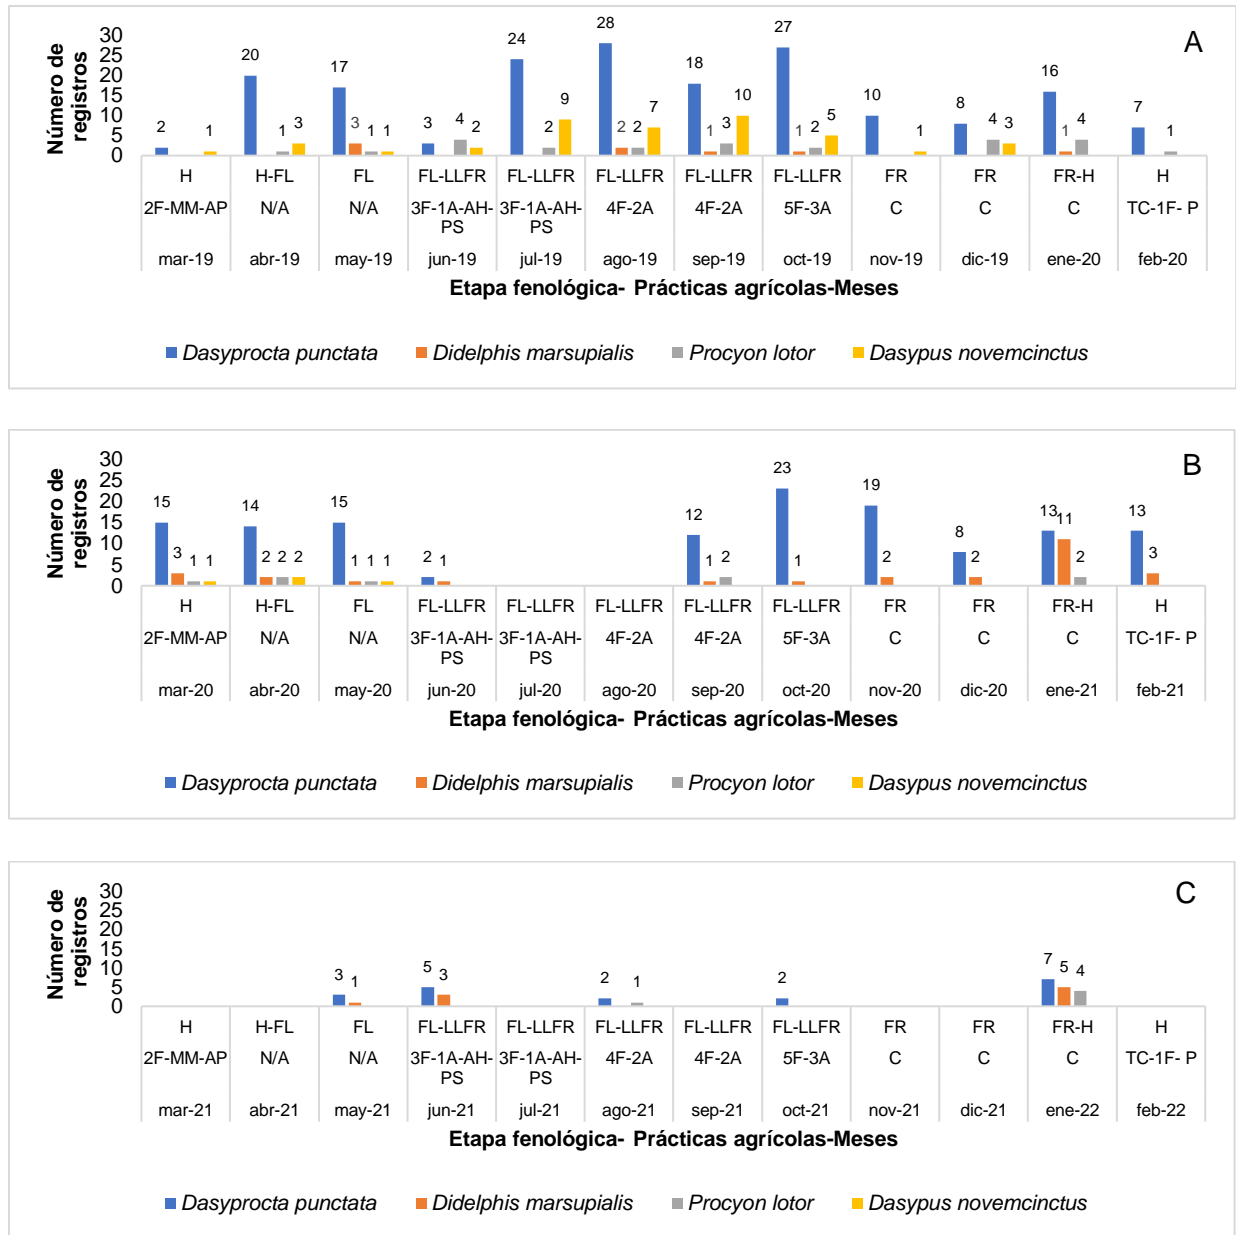 A
Número de
registros
30
25
20
15
10
5
0
2 1
20 1 3
17 3 1 1
3 4 2
24 2 9
28 2 2 7
18 1 3 10
27 1 2 5
10 1
8 4 3
16 1 4
7 1
H H-FL FL FL-LLFR FL-LLFR FL-LLFR FL-LLFR FL-LLFR FR FR FR-H H
2F-MM-AP N/A N/A 3F-1A-AH-PS 3F-1A-AH-PS 4F-2A 4F-2A 5F-3A C C C TC-1F- P
mar-19 abr-19 may-19 jun-19 jul-19 ago-19 sep-19 oct-19 nov-19 dic-19 ene-20 feb-20
Etapa fenológica- Prácticas agrícolas-Meses
Dasyprocta punctata Didelphis marsupialis Procyon lotor Dasypus novemcinctus
B
Número de
registros
30
25
20
15
10
5
0
15 3 1 1
14 2 2 2
15 1 1 1
2 1
12 1 2
23 1
19 2
8 2
13 11 2
13 3
H H-FL FL FL-LLFR FL-LLFR FL-LLFR FL-LLFR FL-LLFR FR FR FR-H H
2F-MM-AP N/A N/A 3F-1A-AH-PS 3F-1A-AH-PS 4F-2A 4F-2A 5F-3A C C C TC-1F- P
mar-20 abr-20 may-20 jun-20 jul-20 ago-20 sep-20 oct-20 nov-20 dic-20 ene-21 feb-21
Etapa fenológica- Prácticas agrícolas-Meses
Dasyprocta punctata Didelphis marsupialis Procyon lotor Dasypus novemcinctus
C
Número de
registros
30
25
20
15
10
5
0
3 1
5 3
2 1
2
7 5 4
H H-FL FL FL-LLFR FL-LLFR FL-LLFR FL-LLFR FL-LLFR FR FR FR-H H
2F-MM-AP N/A N/A 3F-1A-AH-PS 3F-1A-AH-PS 4F-2A 4F-2A 5F-3A C C C TC-1F- P
mar-21 abr-21 may-21 jun-21 jul-21 ago-21 sep-21 oct-21 nov-21 dic-21 ene-22 feb-22
Etapa fenológica- Prácticas agrícolas-Meses
Dasyprocta punctata Didelphis marsupialis Procyon lotor Dasypus novemcinctus